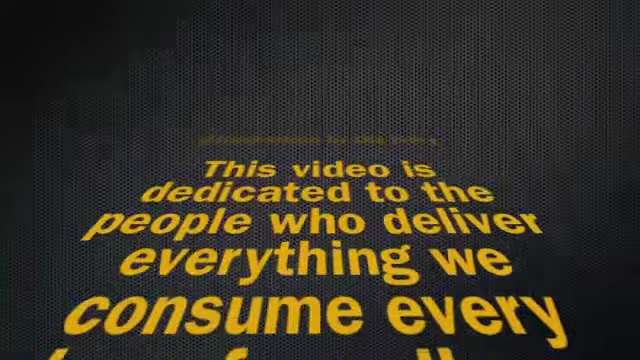 This video is
dedicated to the
people who deliver
everything we
consume every